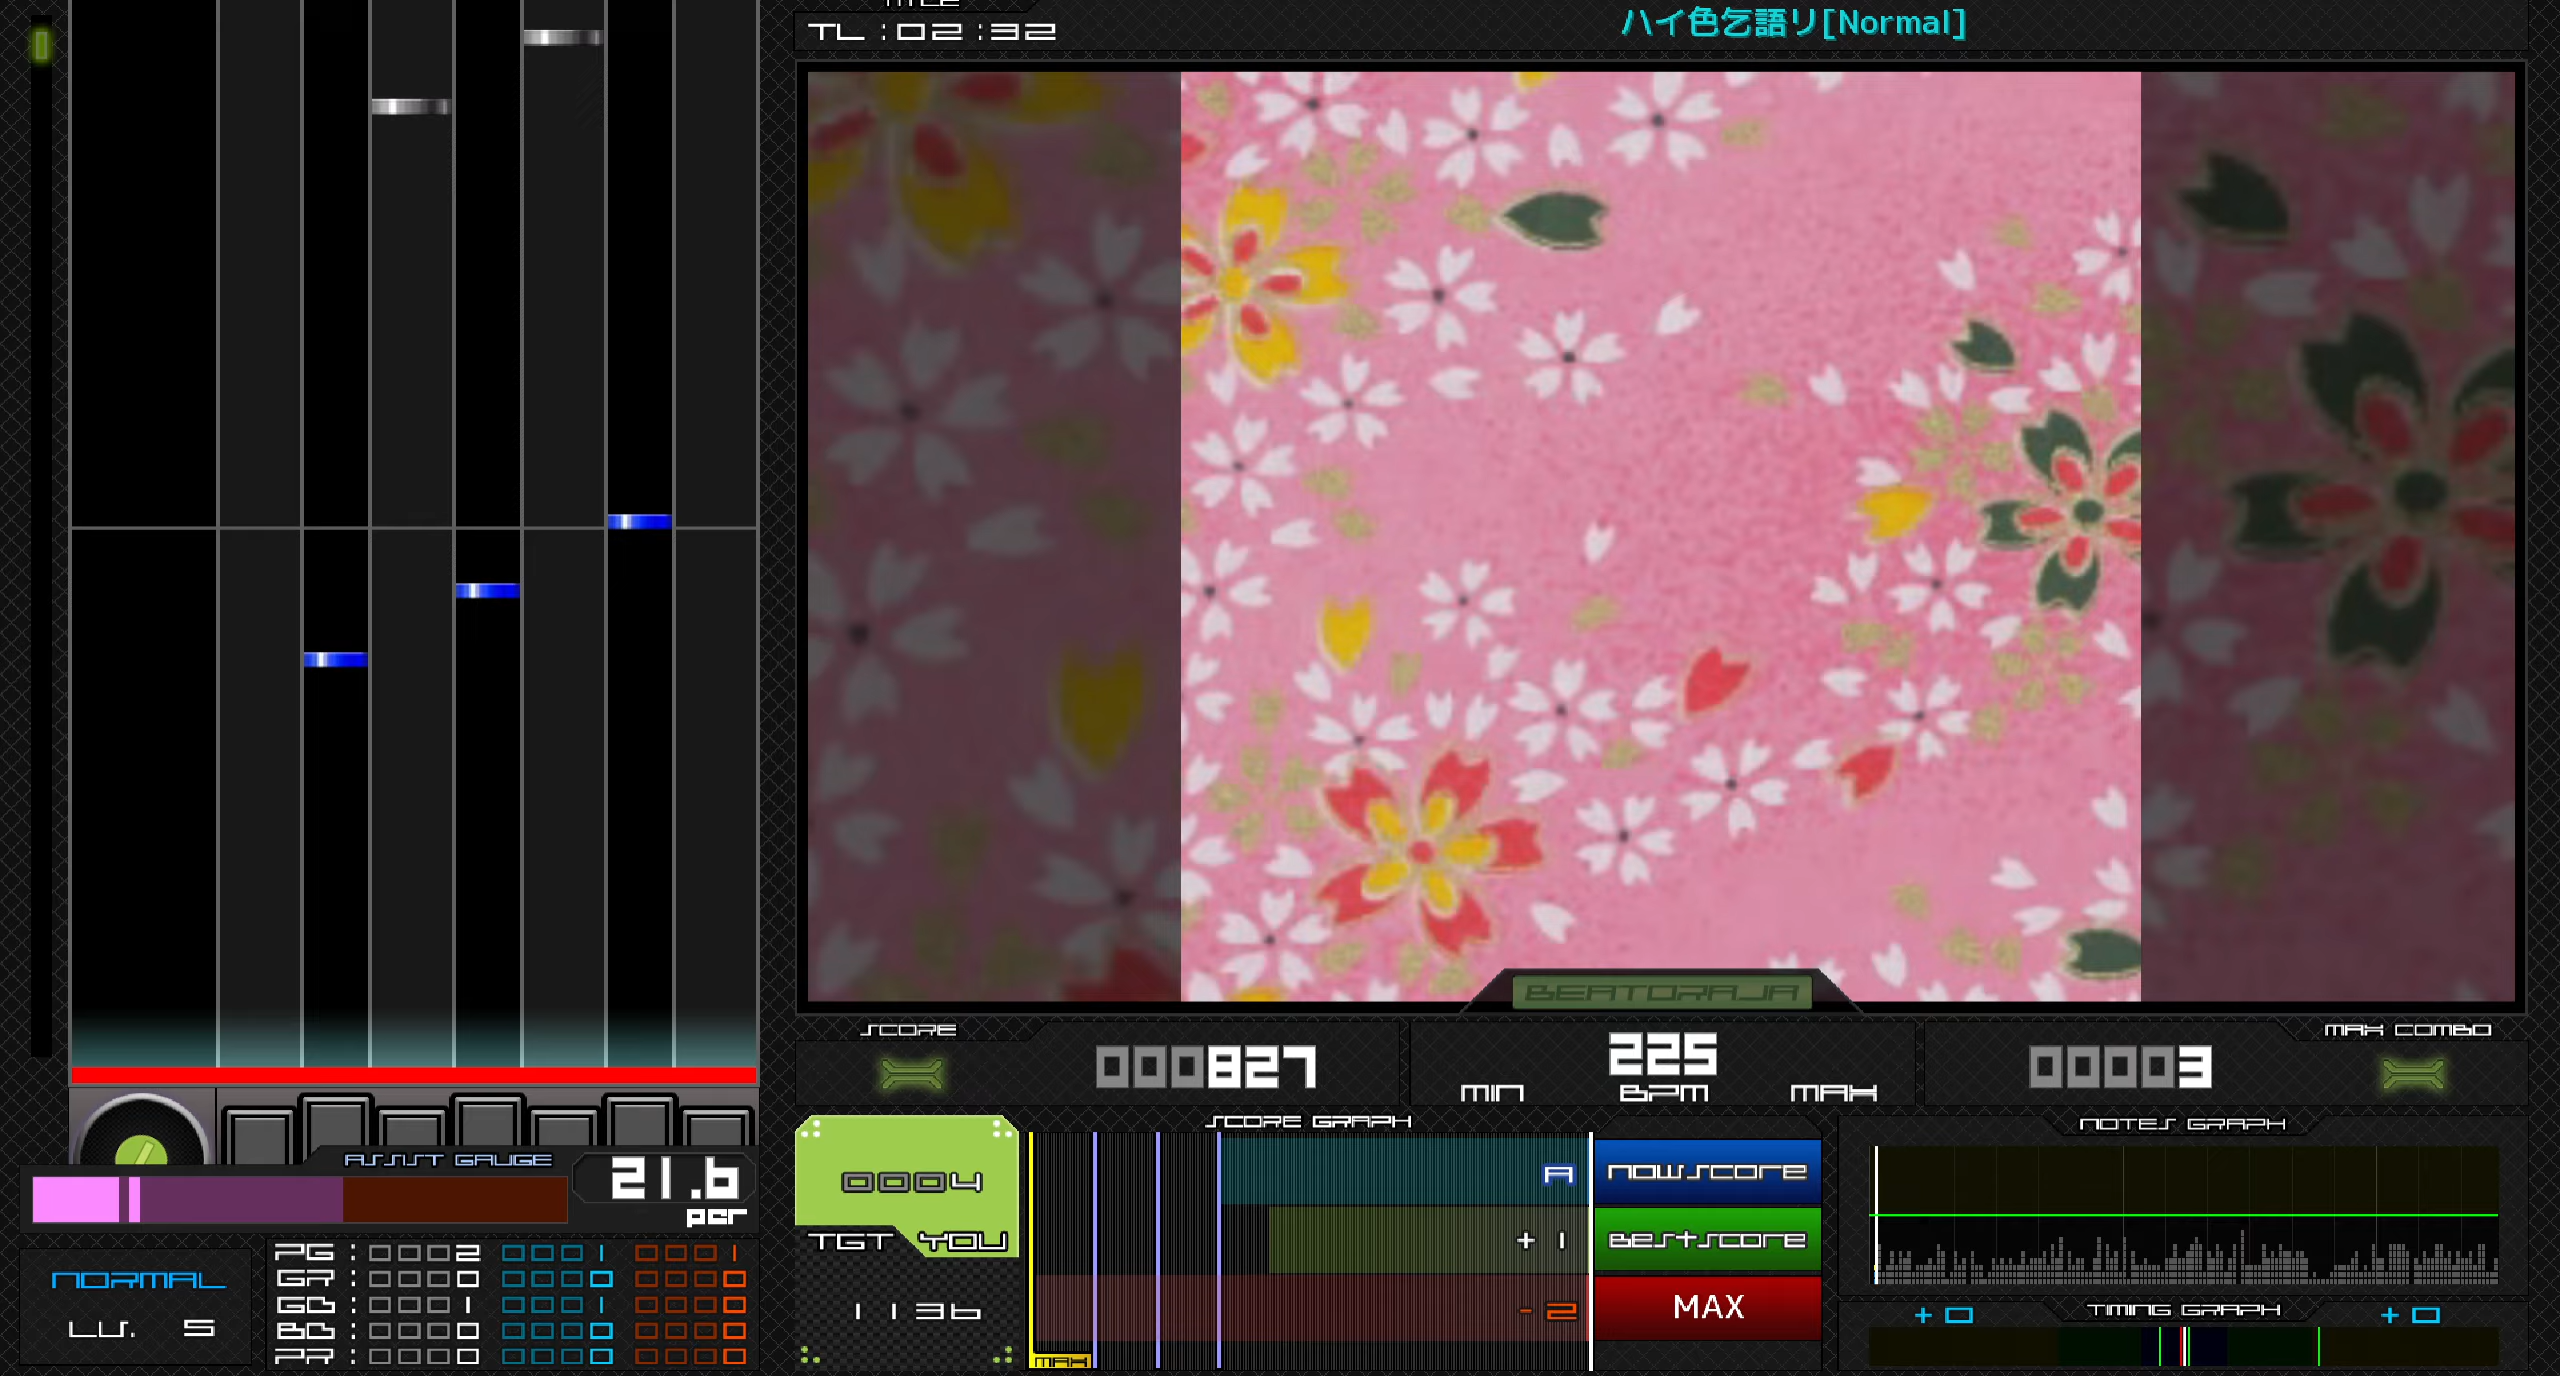 TITLE
TL:02:32
ハイ色乞語リ[Normal]
BEATORAJA
SCORE
000827
225
MIN BPM MAX
MAX COMBO
00003
ASSIST GAUGE
21.6
per
NORMAL
LV. 5
PG : 0002 0001 0001
GR : 0000 0000 0000
GD : 0001 0001 0000
BD : 0000 0000 0000
PR : 0000 0000 0000
0004
TGT YOU
1136
SCORE GRAPH
A
+ 1
- 2
MAX
NOWSCORE
BESTSCORE
MAX
NOTES GRAPH
+0 TIMING GRAPH +0